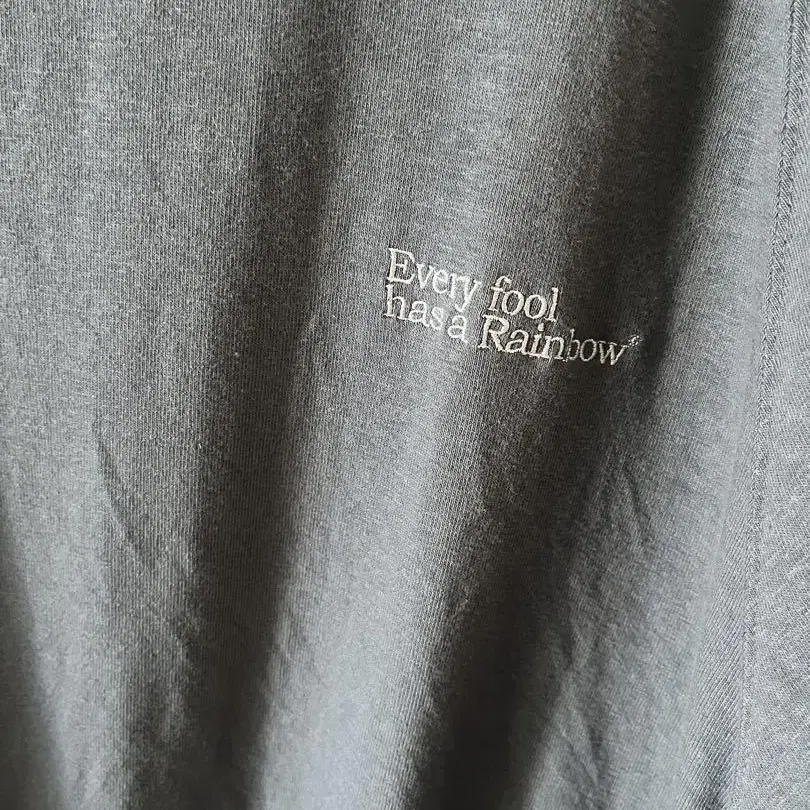 Every fool
has a Rainbow